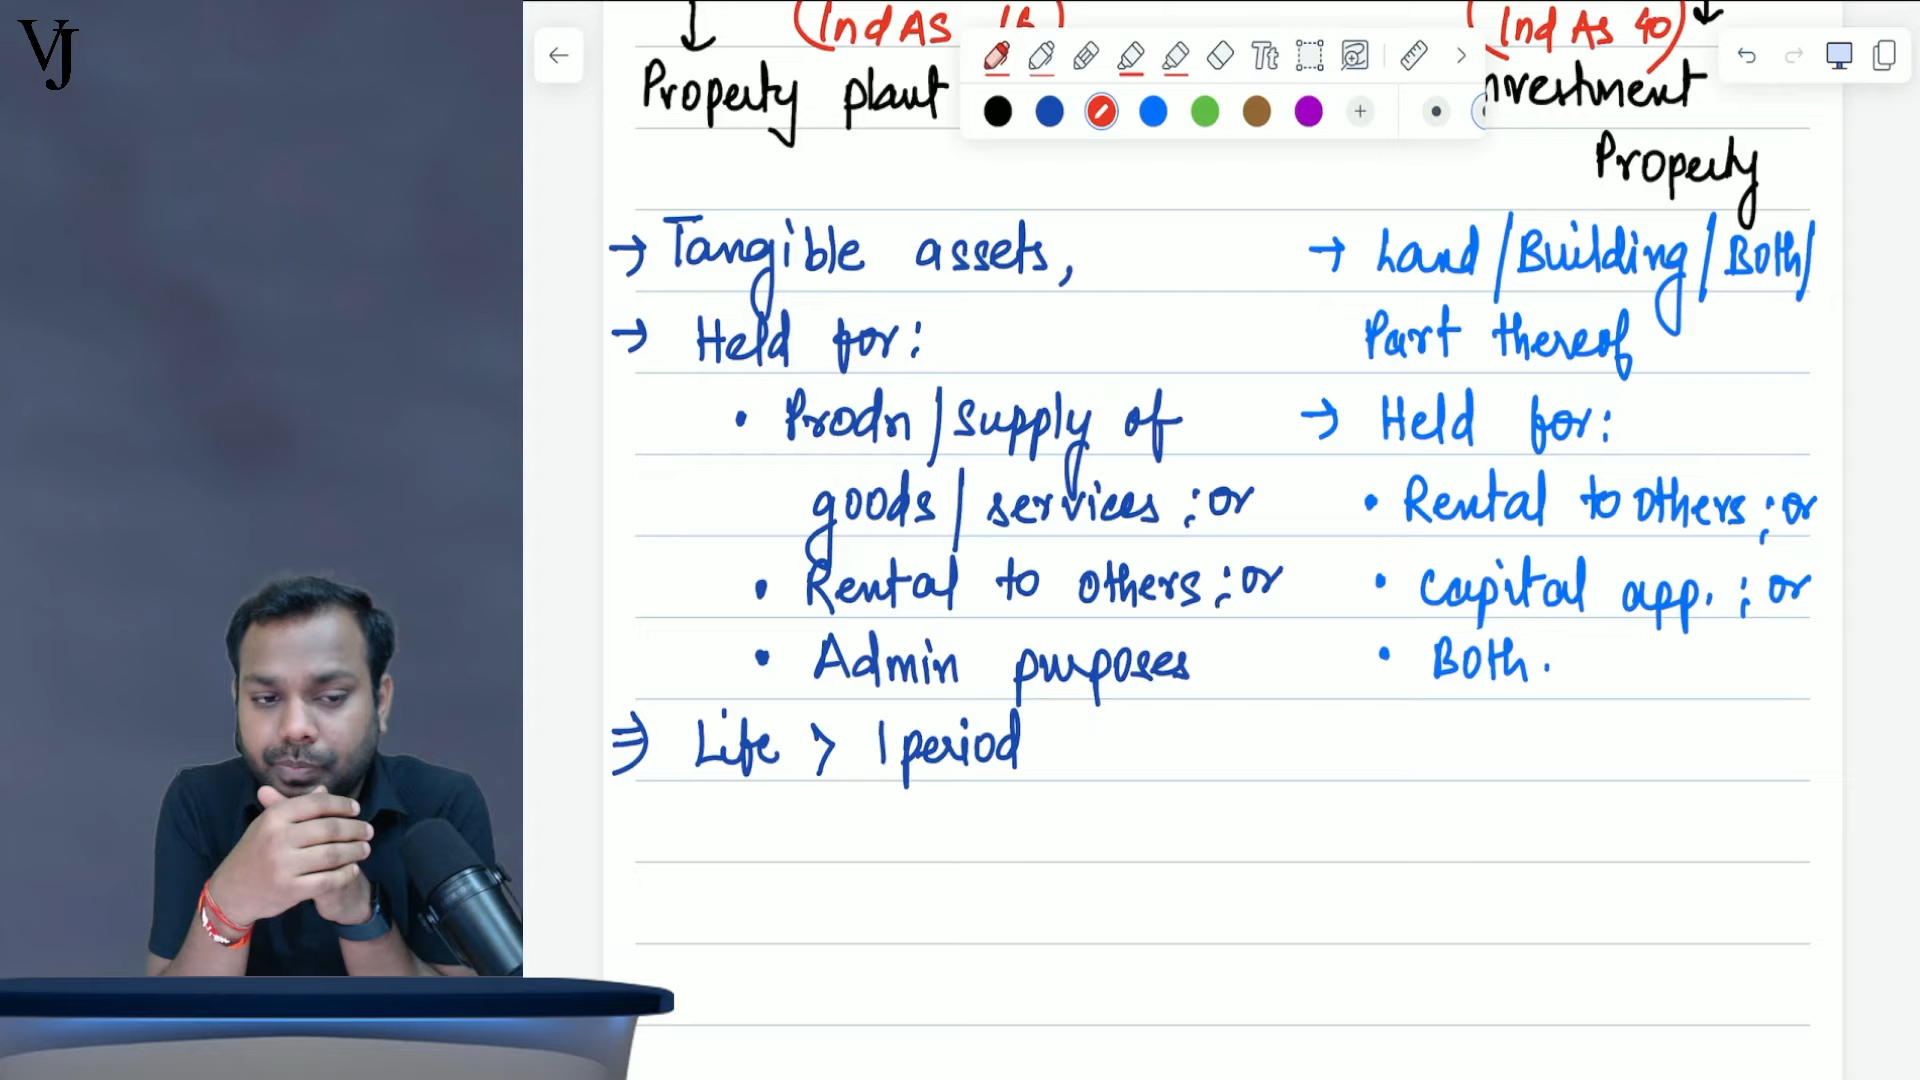 VJ
(Ind AS 16)
(Ind AS 40)
Tt
Property plant
Investment
Property
→ Tangible assets,
→ Held for:
• Prodn/supply of
goods/services ; or
• Rental to others ; or
• Admin purposes
⇒ Life > 1 period
→ Land/Building/Both/
Part thereof
→ Held for:
• Rental to others ; or
• Capital app. ; or
• Both.